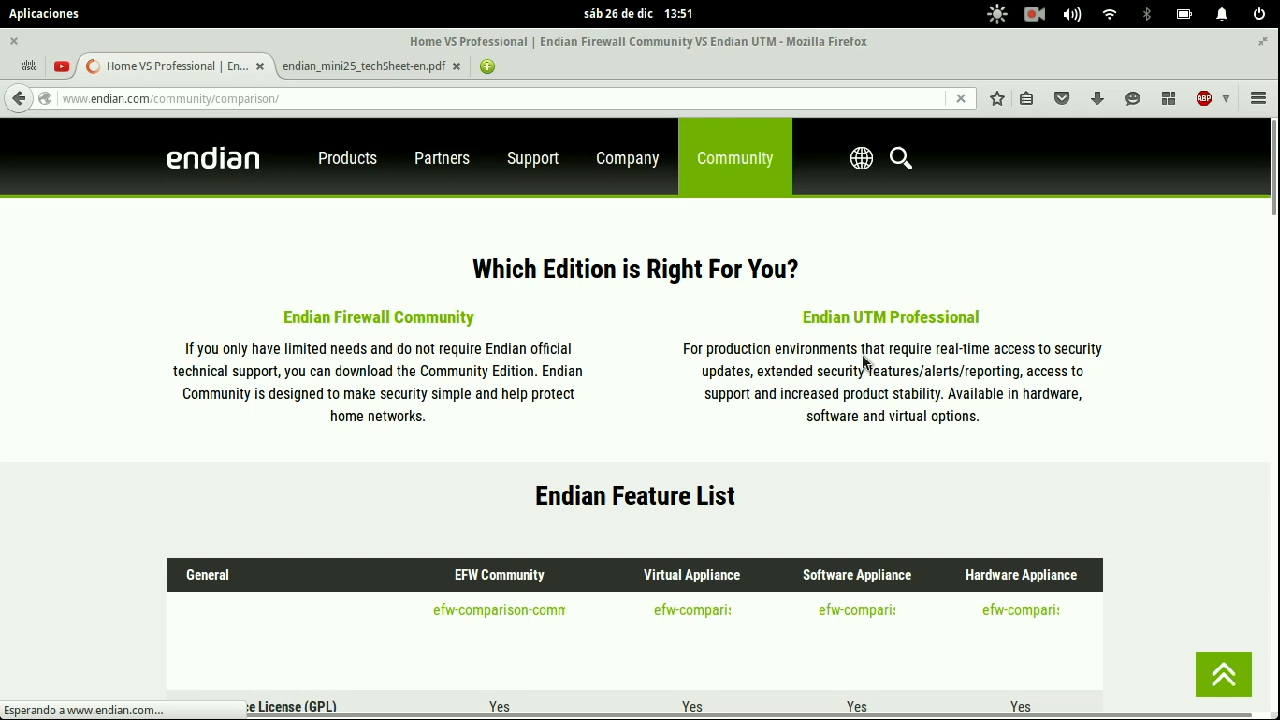 Aplicaciones
sáb 26 de dic 13:51
Home VS Professional | Endian Firewall Community VS Endian UTM - Mozilla Firefox
Home VS Professional | En...
endian_mini25_techSheet-en.pdf
www.endian.com/community/comparison/
ABP
endian
Products
Partners
Support
Company
Community
Which Edition is Right For You?
Endian Firewall Community
If you only have limited needs and do not require Endian official
technical support, you can download the Community Edition. Endian
Community is designed to make security simple and help protect
home networks.
Endian UTM Professional
For production environments that require real-time access to security
updates, extended security features/alerts/reporting, access to
support and increased product stability. Available in hardware,
software and virtual options.
Endian Feature List
General EFW Community Virtual Appliance Software Appliance Hardware Appliance
efw-comparison-comm efw-compari efw-compari efw-compari
ce License (GPL) Yes Yes Yes Yes
Esperando a www.endian.com...